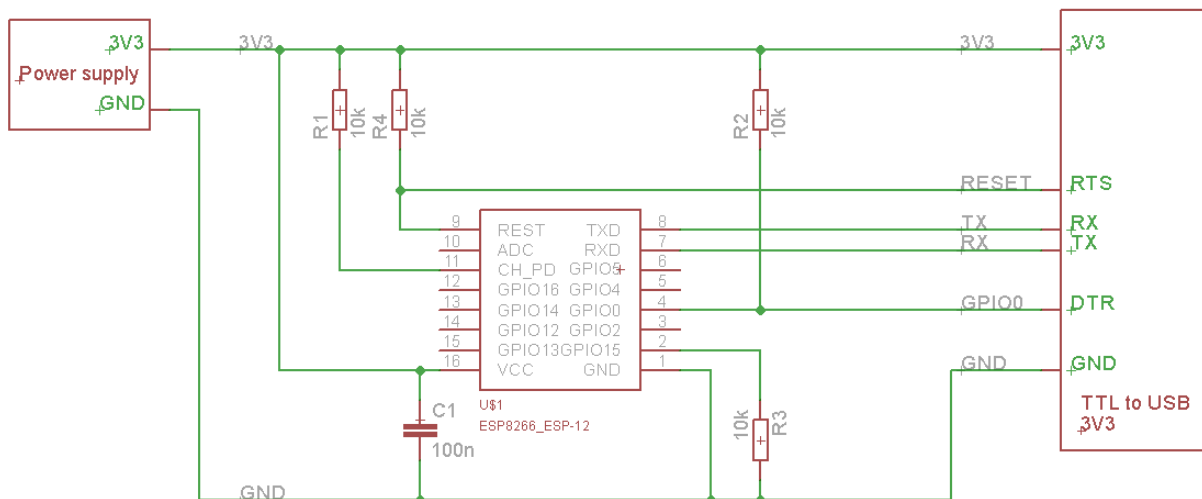 3V3
Power supply
GND
3V3
R1
10k
R4
10k
R2
10k
3V3
3V3
RESET
RTS
TX
RX
RX
TX
GPIO0
DTR
GND
GND
TTL to USB
3V3
9 REST TXD 8
10 ADC RXD 7
11 CH_PD GPIO5 6
12 GPIO16 GPIO4 5
13 GPIO14 GPIO0 4
14 GPIO12 GPIO2 3
15 GPIO13 GPIO15 2
16 VCC GND 1
U$1
ESP8266_ESP-12
C1
100n
10k
R3
GND